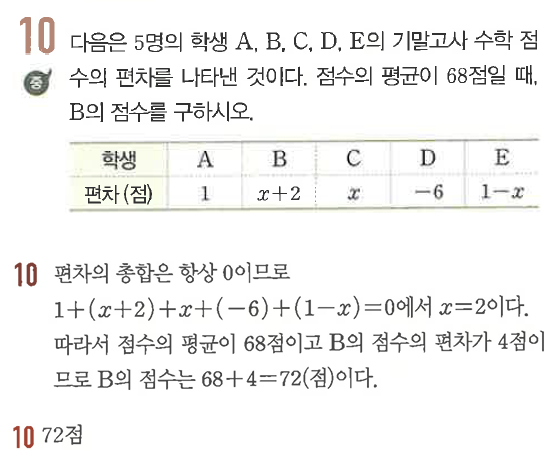 10 다음은 5명의 학생 A, B, C, D, E의 기말고사 수학 점
중 수의 편차를 나타낸 것이다. 점수의 평균이 68점일 때,
B의 점수를 구하시오.
학생 A B C D E
편차(점) 1 x+2 x -6 1-x
10 편차의 총합은 항상 0이므로
1+(x+2)+x+(-6)+(1-x)=0에서 x=2이다.
따라서 점수의 평균이 68점이고 B의 점수의 편차가 4점이
므로 B의 점수는 68+4=72(점)이다.
10 72점